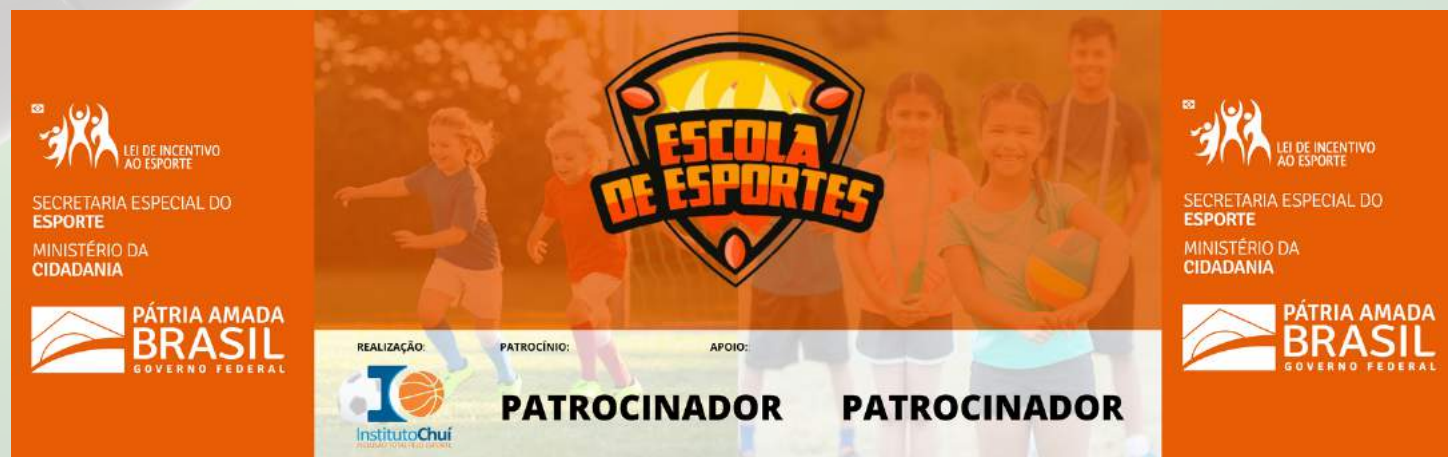 LEI DE INCENTIVO
AO ESPORTE
SECRETARIA ESPECIAL DO
ESPORTE
MINISTÉRIO DA
CIDADANIA
PÁTRIA AMADA
BRASIL
GOVERNO FEDERAL
ESCOLA
DE ESPORTES
REALIZAÇÃO:
PATROCÍNIO:
APOIO:
InstitutoChuí
PATROCINADOR
PATROCINADOR
LEI DE INCENTIVO
AO ESPORTE
SECRETARIA ESPECIAL DO
ESPORTE
MINISTÉRIO DA
CIDADANIA
PÁTRIA AMADA
BRASIL
GOVERNO FEDERAL